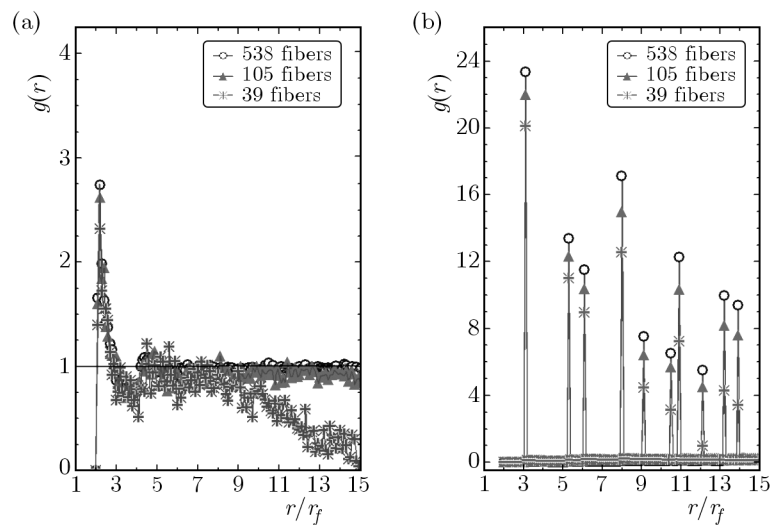 (a)
g(r)
4
3
2
1
0
1 3 5 7 9 11 13 15
r/r_f
538 fibers
105 fibers
39 fibers
(b)
g(r)
24
20
16
12
8
4
0
1 3 5 7 9 11 13 15
r/r_f
538 fibers
105 fibers
39 fibers